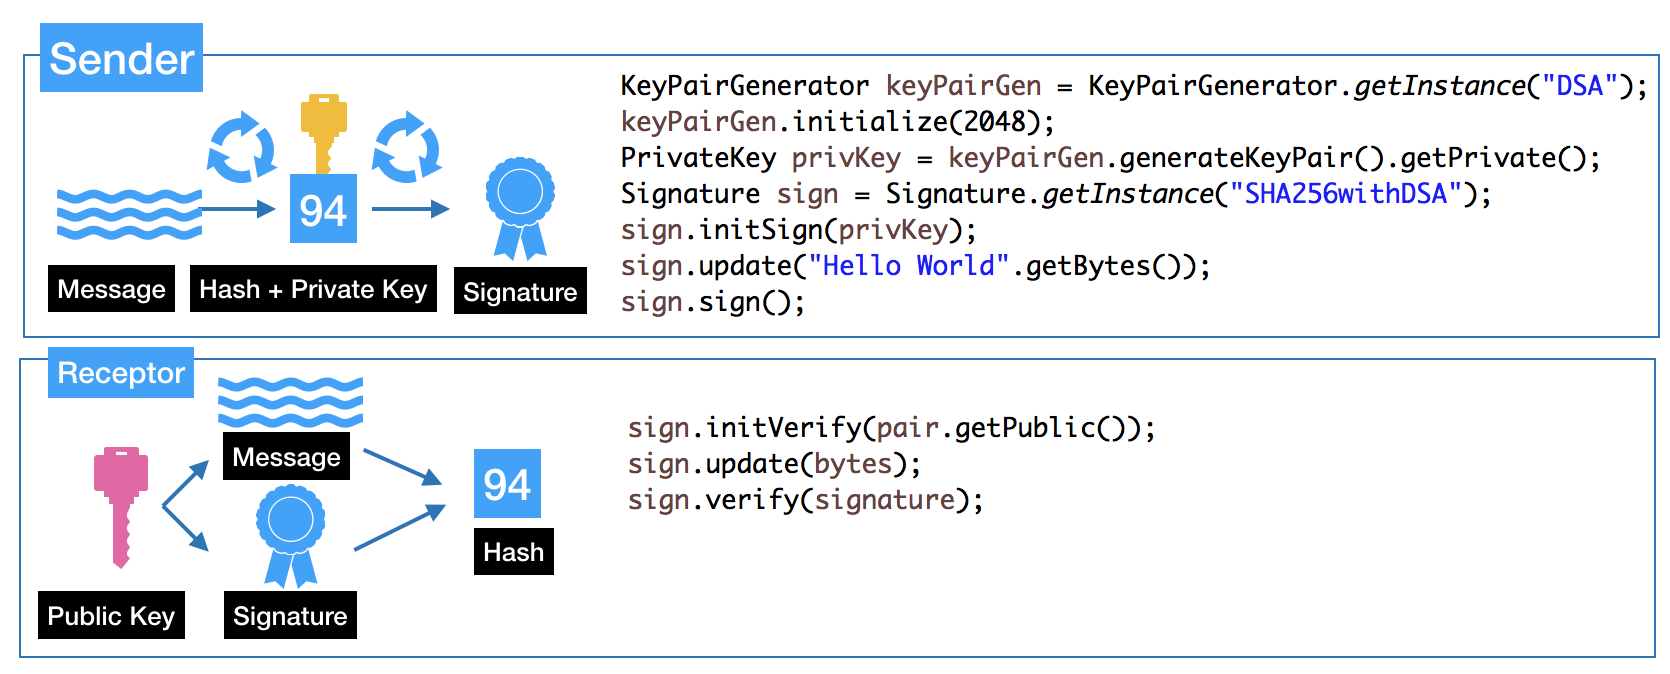 Sender
KeyPairGenerator keyPairGen = KeyPairGenerator.getInstance("DSA");
keyPairGen.initialize(2048);
PrivateKey privKey = keyPairGen.generateKeyPair().getPrivate();
Signature sign = Signature.getInstance("SHA256withDSA");
sign.initSign(privKey);
sign.update("Hello World".getBytes());
sign.sign();
94
Message
Hash + Private Key
Signature
Receptor
Message
Public Key
Signature
94
Hash
sign.initVerify(pair.getPublic());
sign.update(bytes);
sign.verify(signature);